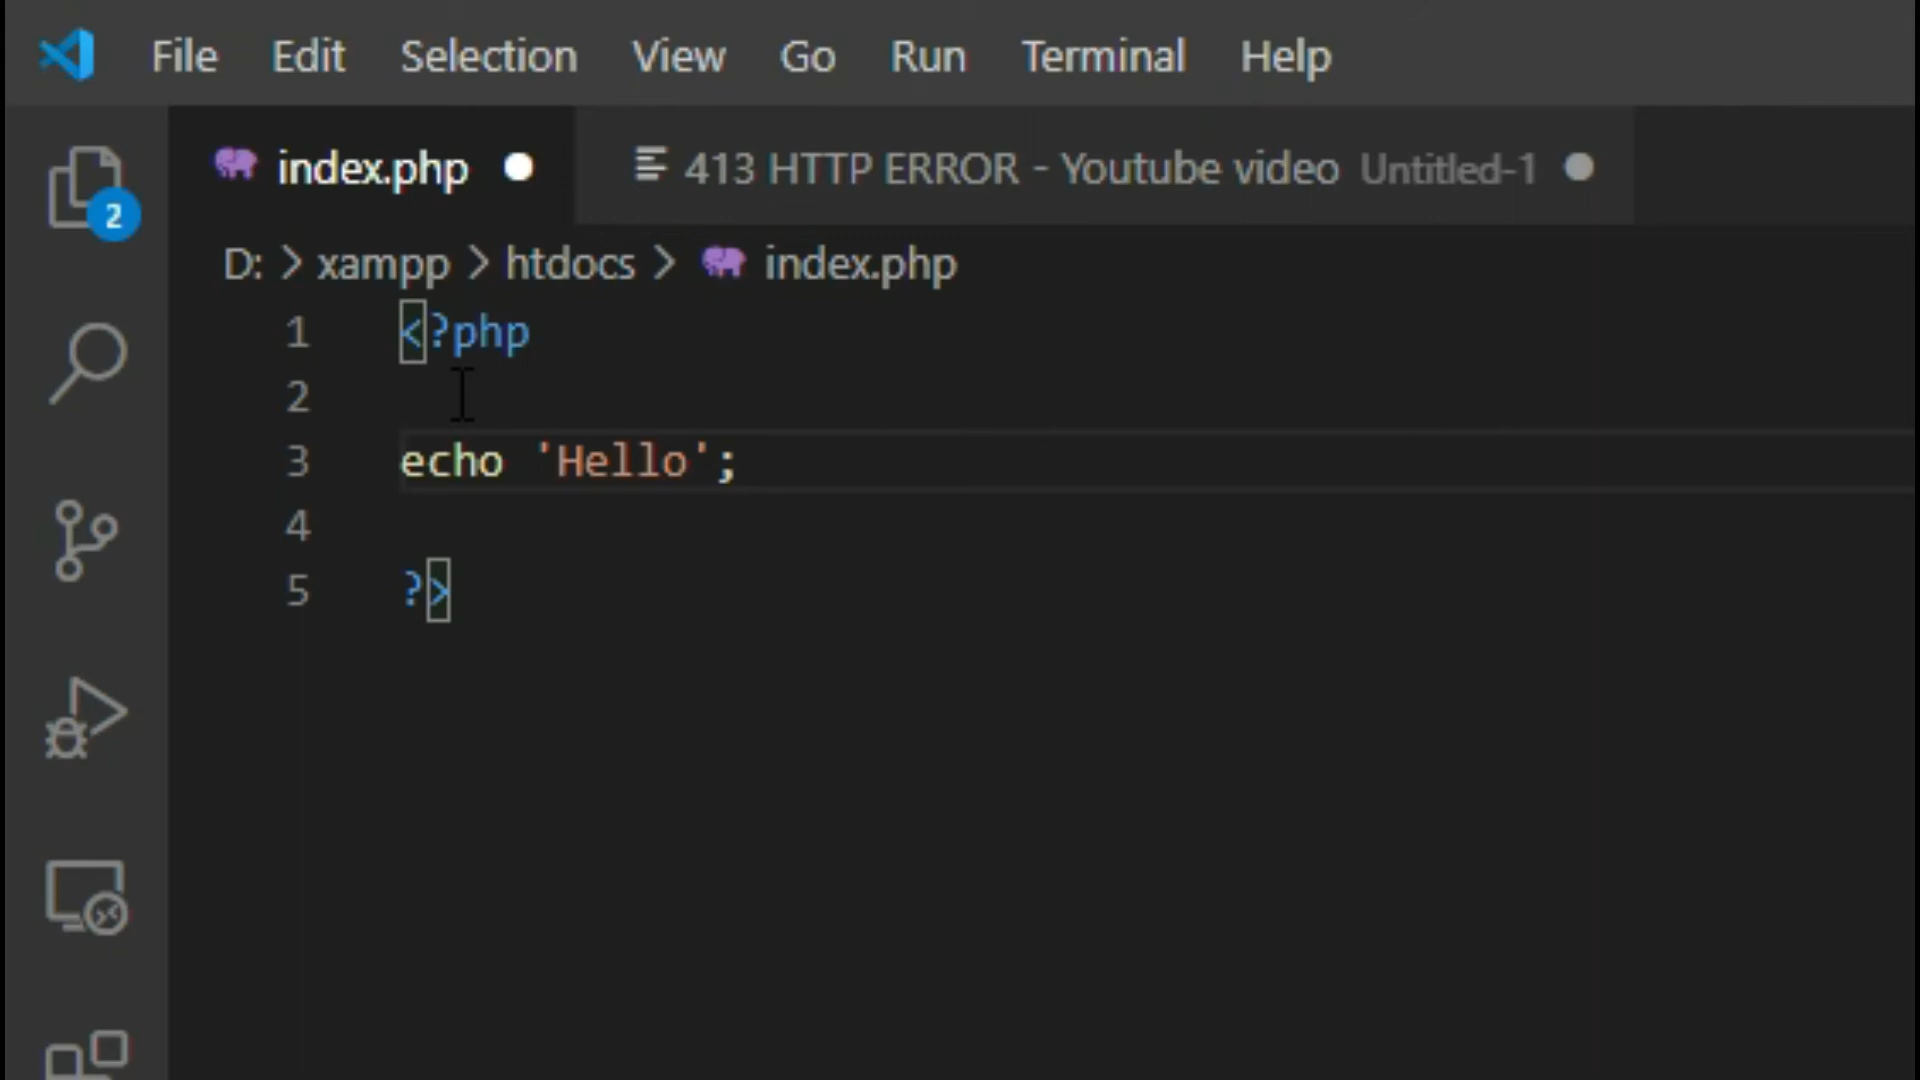 File Edit Selection View Go Run Terminal Help
index.php 413 HTTP ERROR - Youtube video Untitled-1
2
D: > xampp > htdocs > index.php
1 <?php
2
3 echo 'Hello';
4
5 ?>